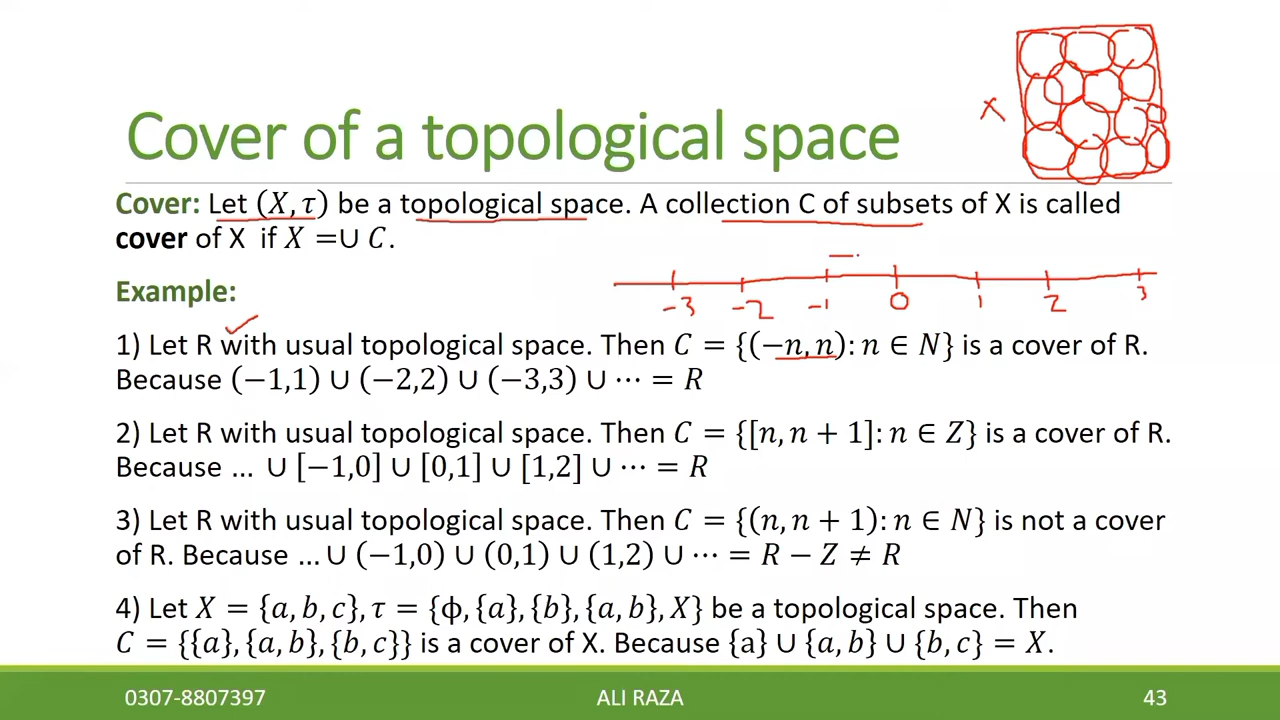 X
Cover of a topological space
Cover: Let (X, τ) be a topological space. A collection C of subsets of X is called
cover of X if X =∪ C.
-3 -2 -1 0 1 2 3
Example:
1) Let R with usual topological space. Then C = {(−n, n): n ∈ N} is a cover of R.
Because (−1,1) ∪ (−2,2) ∪ (−3,3) ∪ ⋯ = R
2) Let R with usual topological space. Then C = {[n, n + 1]: n ∈ Z} is a cover of R.
Because ... ∪ [−1,0] ∪ [0,1] ∪ [1,2] ∪ ⋯ = R
3) Let R with usual topological space. Then C = {(n, n + 1): n ∈ N} is not a cover
of R. Because ... ∪ (−1,0) ∪ (0,1) ∪ (1,2) ∪ ⋯ = R − Z ≠ R
4) Let X = {a, b, c}, τ = {ϕ, {a}, {b}, {a, b}, X} be a topological space. Then
C = {{a}, {a, b}, {b, c}} is a cover of X. Because {a} ∪ {a, b} ∪ {b, c} = X.
0307-8807397 ALI RAZA 43